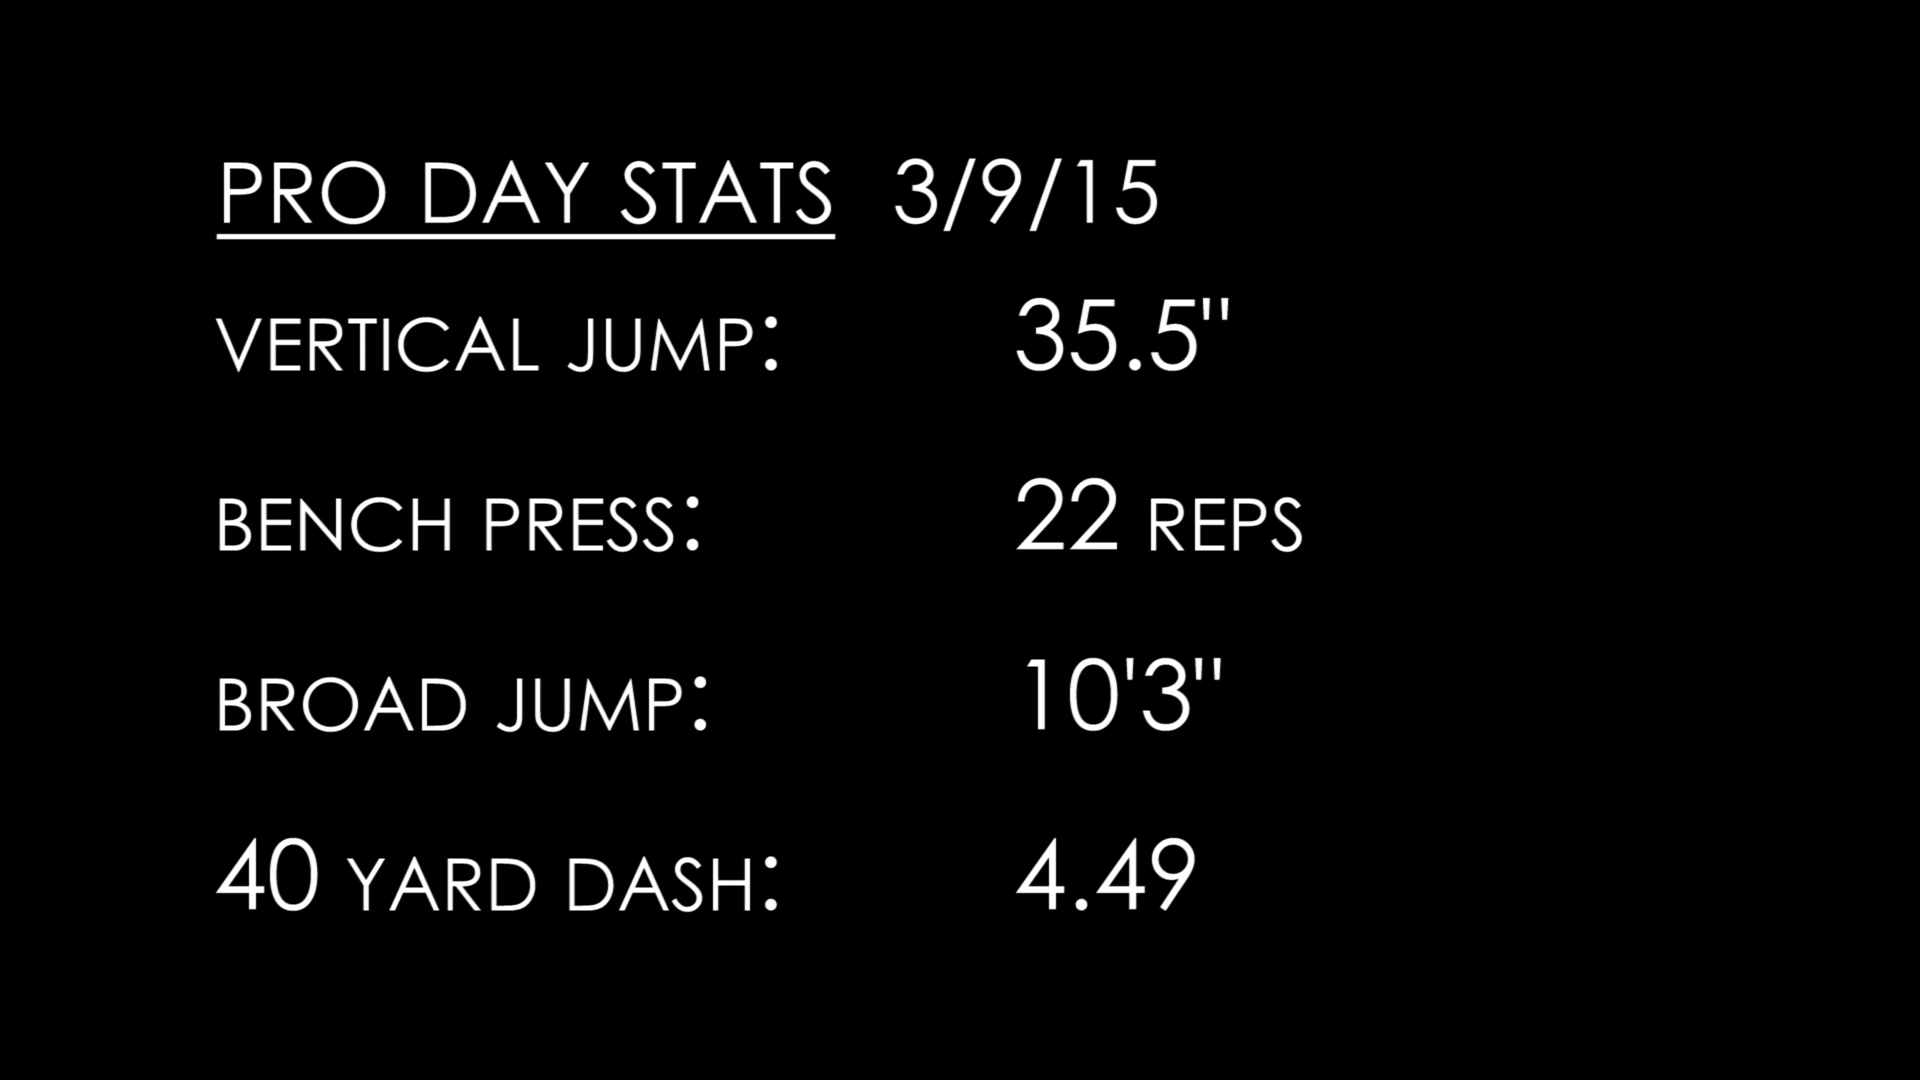 PRO DAY STATS 3/9/15
VERTICAL JUMP: 35.5"
BENCH PRESS: 22 REPS
BROAD JUMP: 10'3"
40 YARD DASH: 4.49